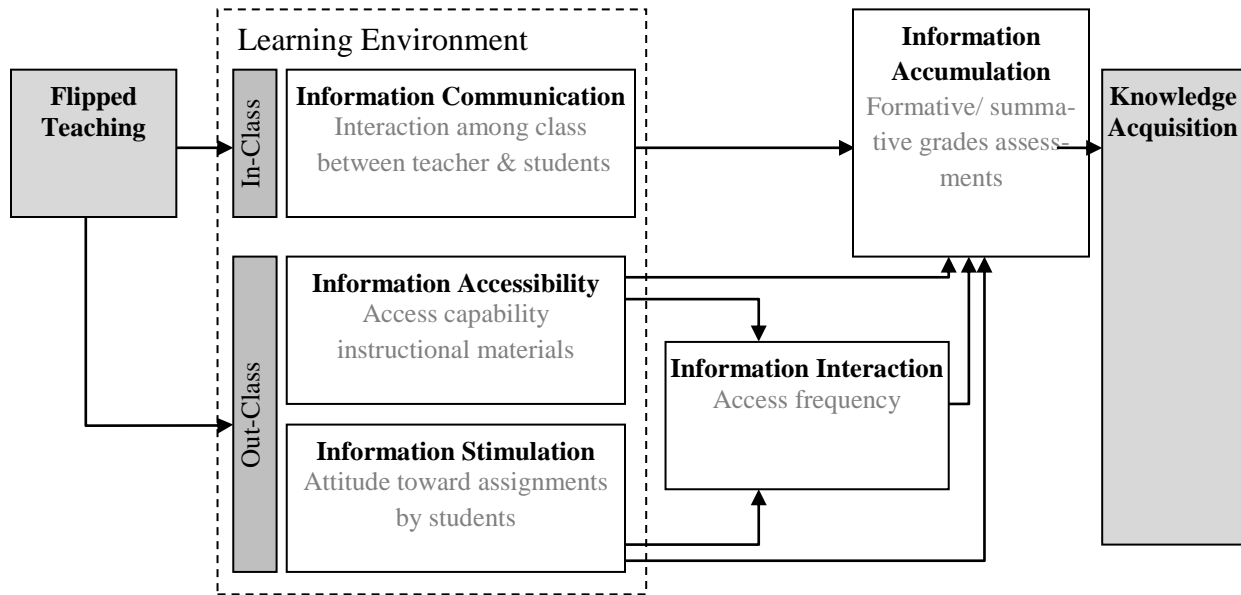 Learning Environment
Flipped
Teaching
In-Class
Information Communication
Interaction among class
between teacher & students
Information
Accumulation
Formative/ summa-
tive grades assess-
ments
Knowledge
Acquisition
Out-Class
Information Accessibility
Access capability
instructional materials
Information Interaction
Access frequency
Information Stimulation
Attitude toward assignments
by students